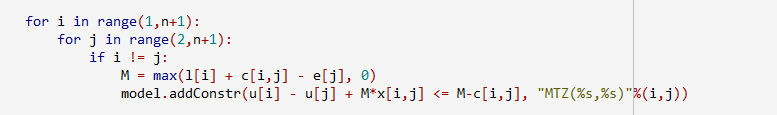 for i in range(1,n+1):
    for j in range(2,n+1):
        if i != j:
            M = max(l[i] + c[i,j] - e[j], 0)
            model.addConstr(u[i] - u[j] + M*x[i,j] <= M-c[i,j], "MTZ(%s,%s)"%(i,j))